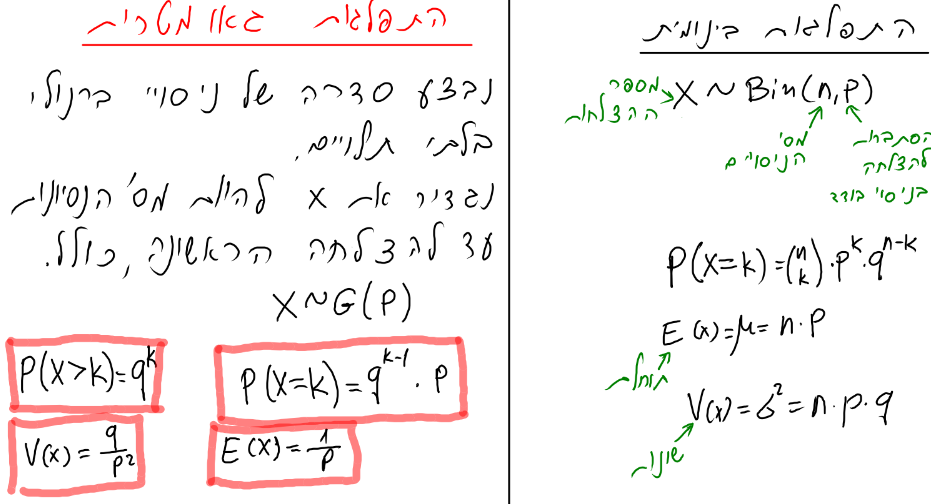 התפלגות בינומית
מספר
ההצלחות
X ~ Bin(n,p)
מס'
הניסויים
הסתברות
להצלחה
בניסוי בודד
P(X=k)=(n k)·p^k·q^(n-k)
E(x)=μ= n·p
תוחלת
V(x)=σ²=n·p·q
שונות
התפלגות גאומטרית
נבצע סדרה של ניסויי ברנולי
בלתי תלויים.
נגדיר את X להיות מס' הנסיונות
עד להצלחה הראשונה, כולל.
X~G(P)
P(X>k)=q^k
P(X=k)=q^(k-1)·P
V(x)=q/p²
E(X)=1/P